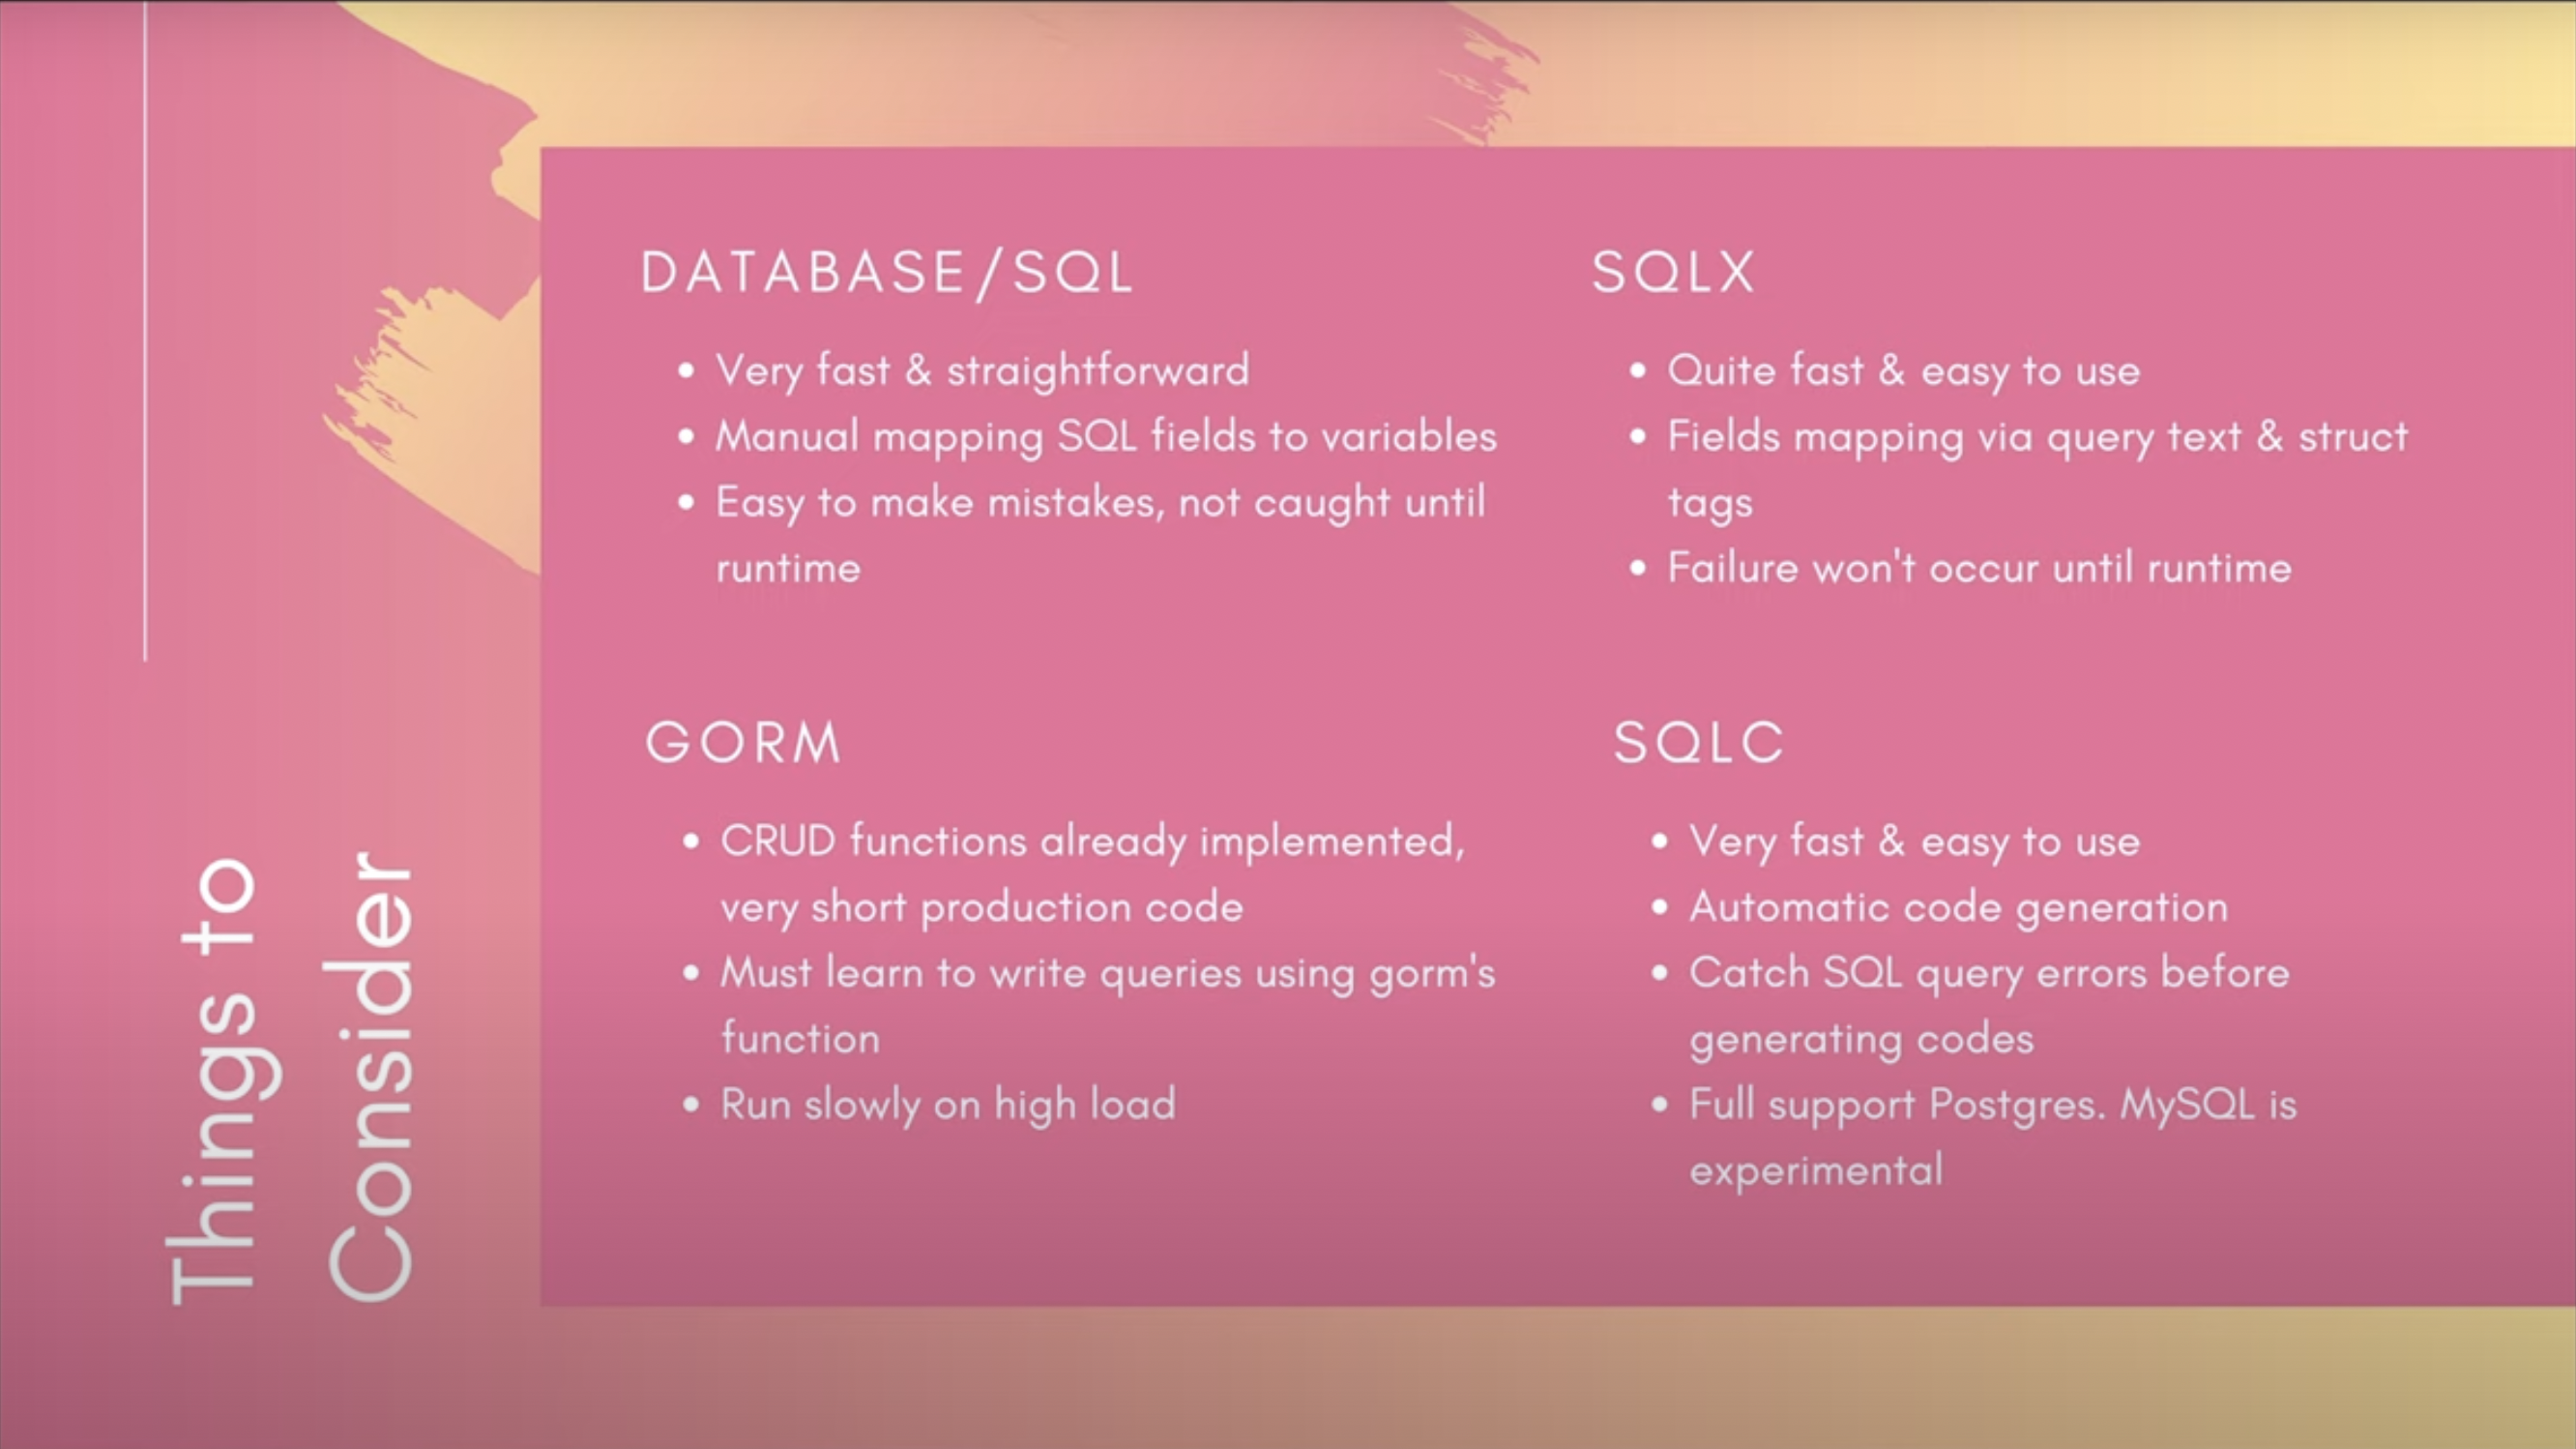 Things to
Consider
DATABASE/SQL
• Very fast & straightforward
• Manual mapping SQL fields to variables
• Easy to make mistakes, not caught until
runtime
SQLX
• Quite fast & easy to use
• Fields mapping via query text & struct
tags
• Failure won't occur until runtime
GORM
• CRUD functions already implemented,
very short production code
• Must learn to write queries using gorm's
function
• Run slowly on high load
SQLC
• Very fast & easy to use
• Automatic code generation
• Catch SQL query errors before
generating codes
• Full support Postgres. MySQL is
experimental